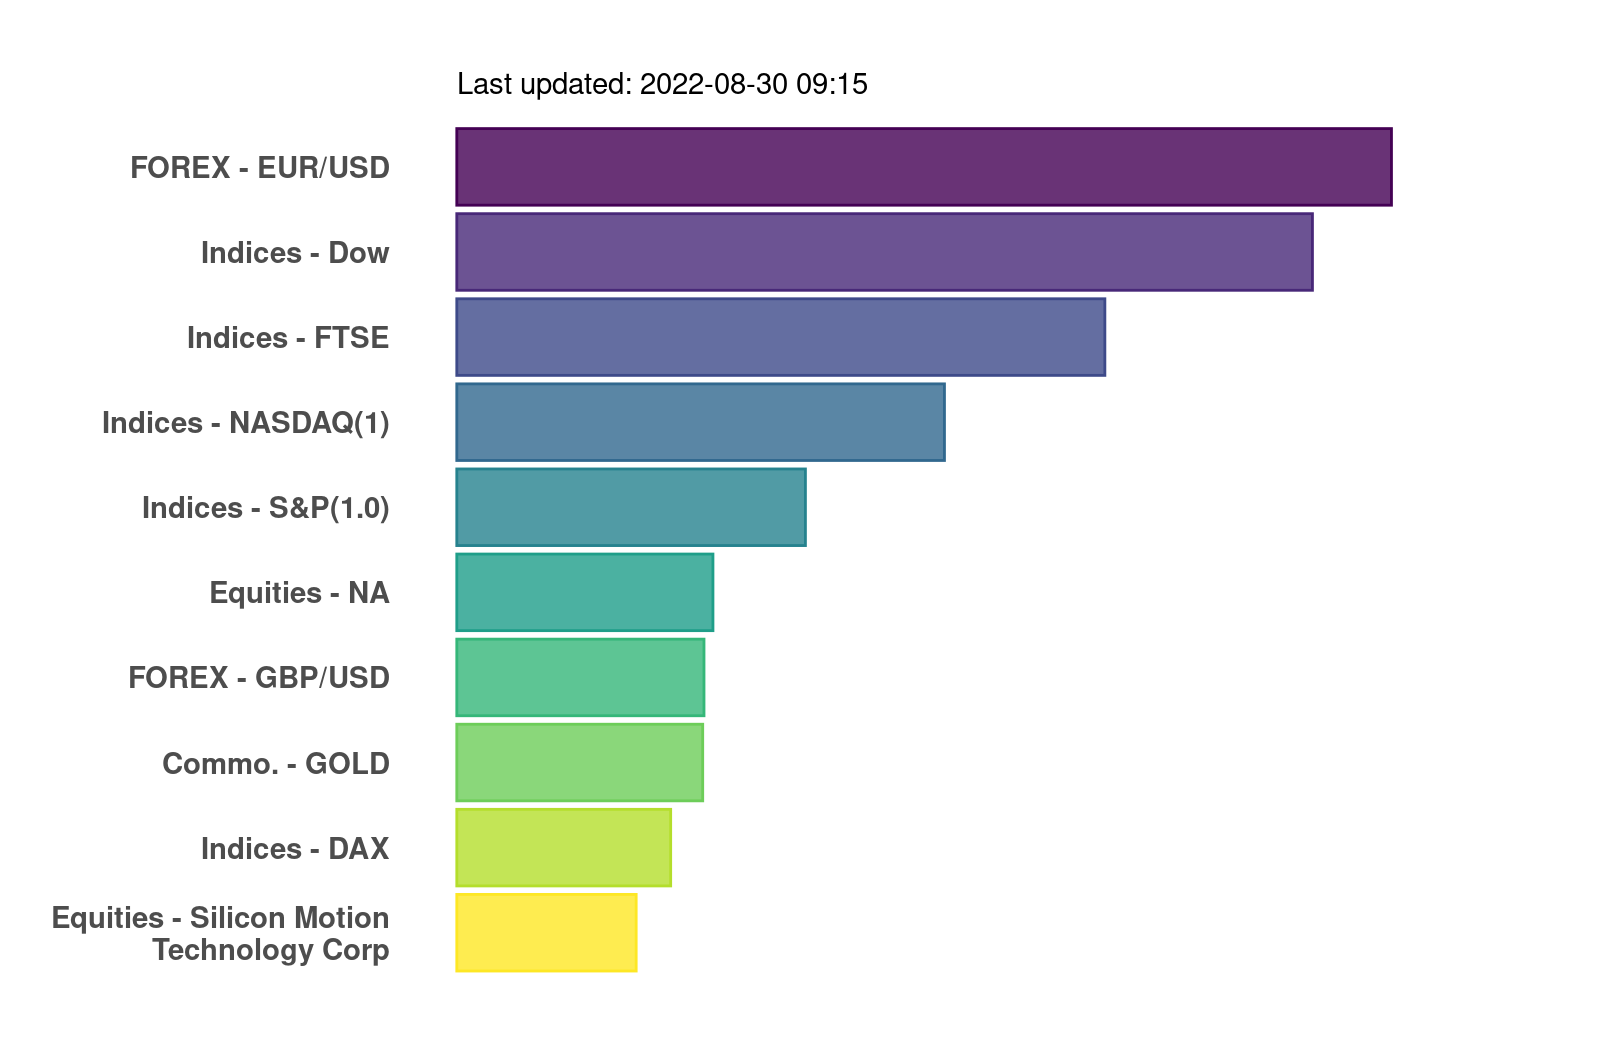 Last updated: 2022-08-30 09:15
FOREX - EUR/USD
Indices - Dow
Indices - FTSE
Indices - NASDAQ(1)
Indices - S&P(1.0)
Equities - NA
FOREX - GBP/USD
Commo. - GOLD
Indices - DAX
Equities - Silicon Motion
Technology Corp